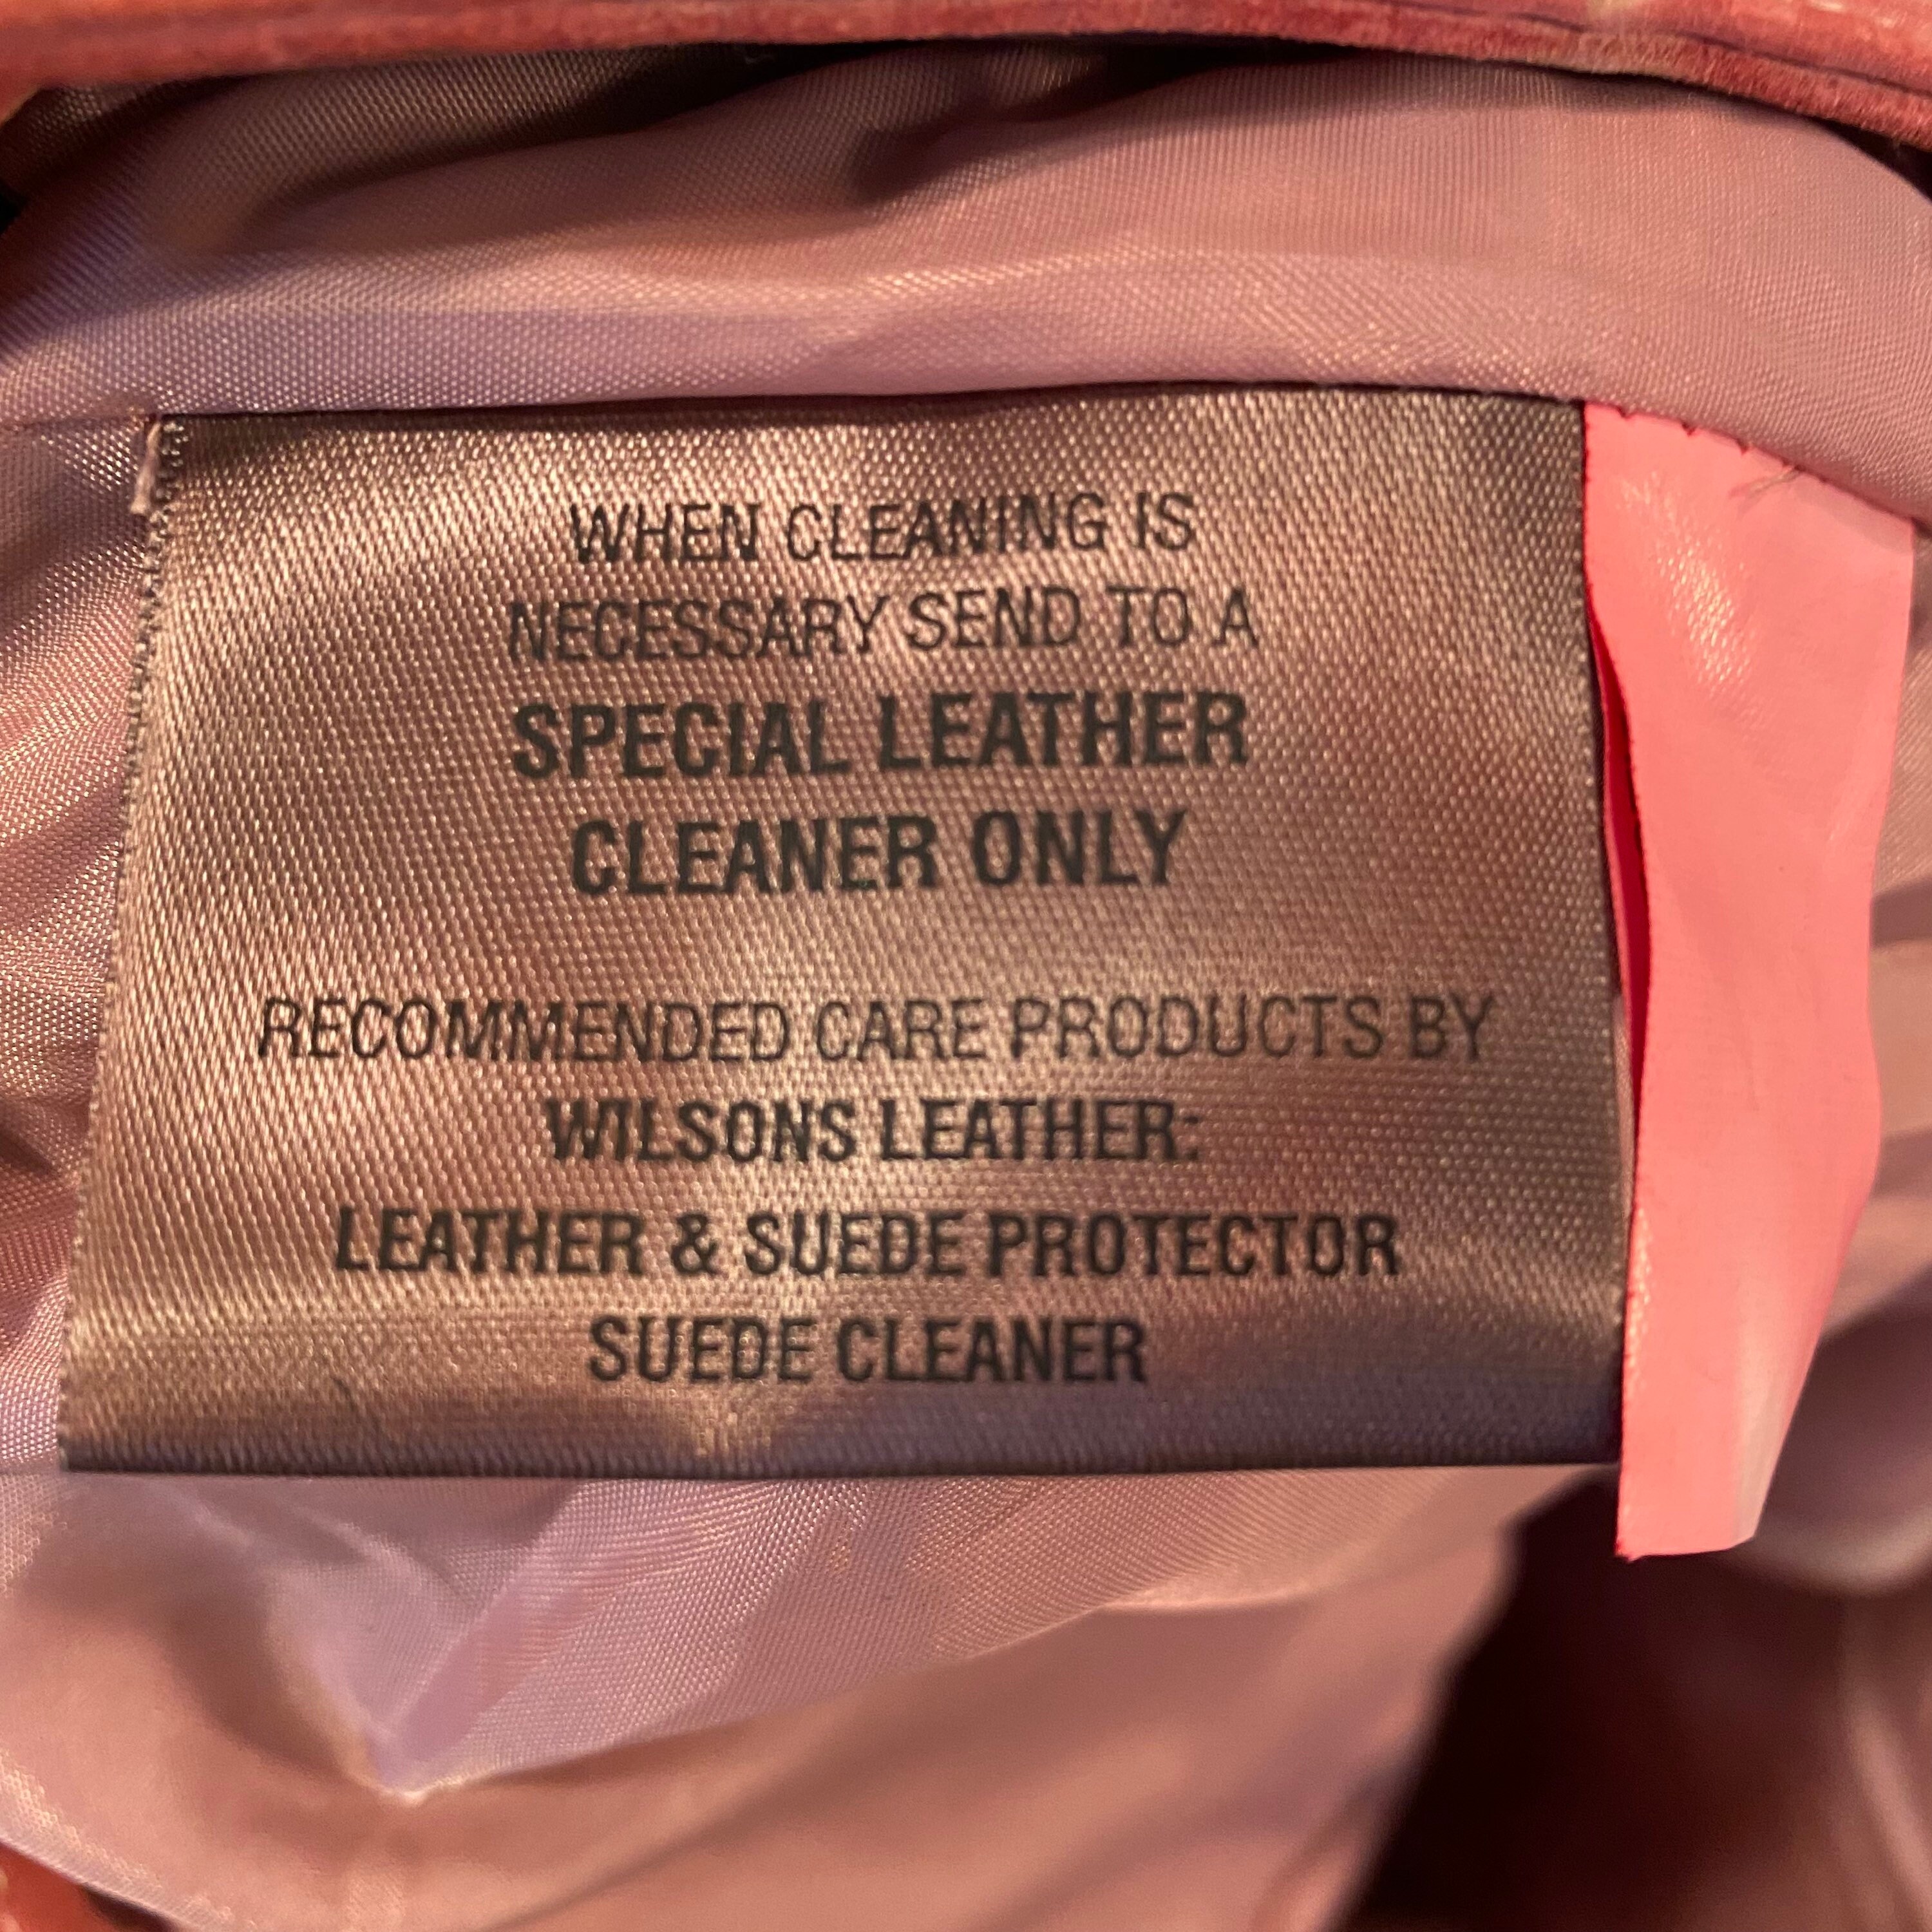 WHEN CLEANING IS
NECESSARY SEND TO A
SPECIAL LEATHER
CLEANER ONLY
RECOMMENDED CARE PRODUCTS BY
WILSONS LEATHER:
LEATHER & SUEDE PROTECTOR
SUEDE CLEANER